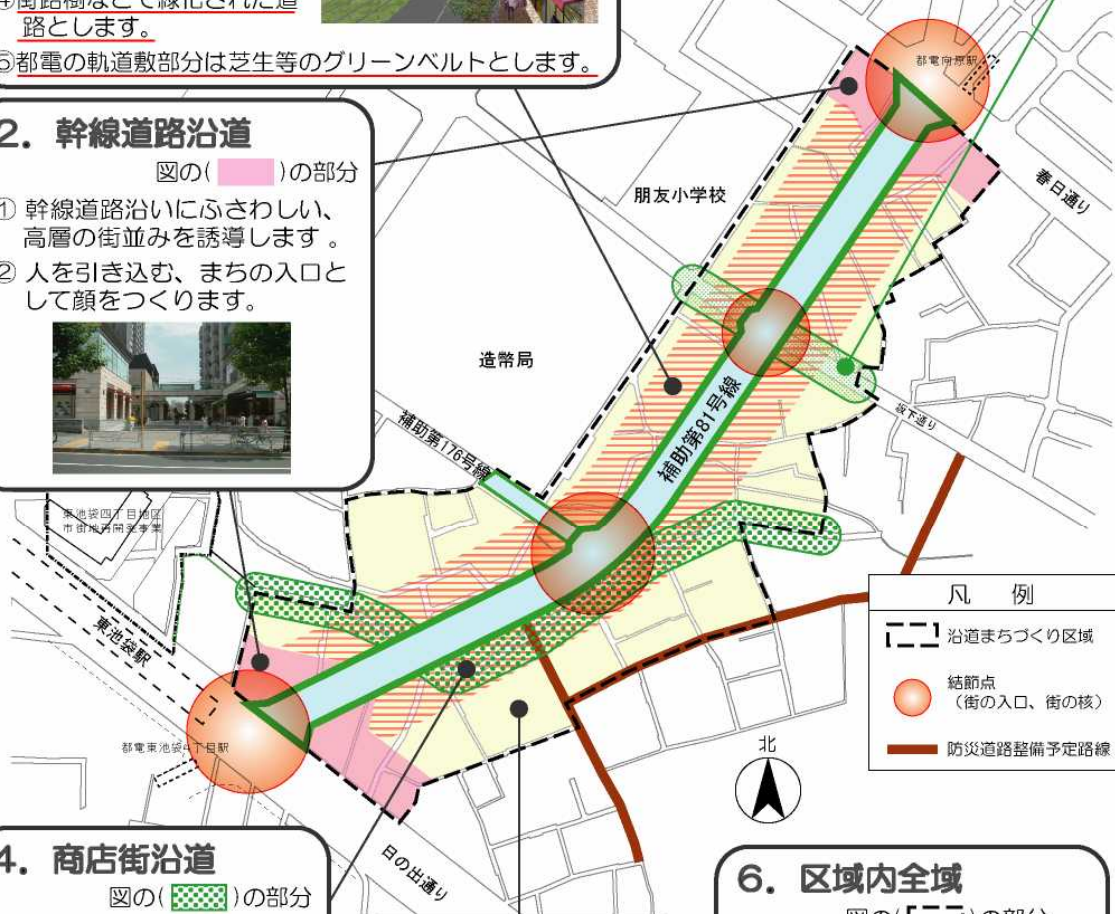 ④街路樹などで緑化された道
路とします。
⑤都電の軌道敷部分は芝生等のグリーンベルトとします。
2. 幹線道路沿道
図の( )の部分
① 幹線道路沿いにふさわしい、
高層の街並みを誘導します。
② 人を引き込む、まちの入口と
して顔をつくります。
都電向原駅
春日通り
朋友小学校
造幣局
補助第176号線
補助第81号線
坂下通り
東池袋四丁目地区
市街地再開発事業
東池袋駅
都電東池袋4丁目駅
日の出通り
北
凡 例
沿道まちづくり区域
結節点
(街の入口、街の核)
防災道路整備予定路線
4. 商店街沿道
図の( )の部分
6. 区域内全域
図の( )の部分